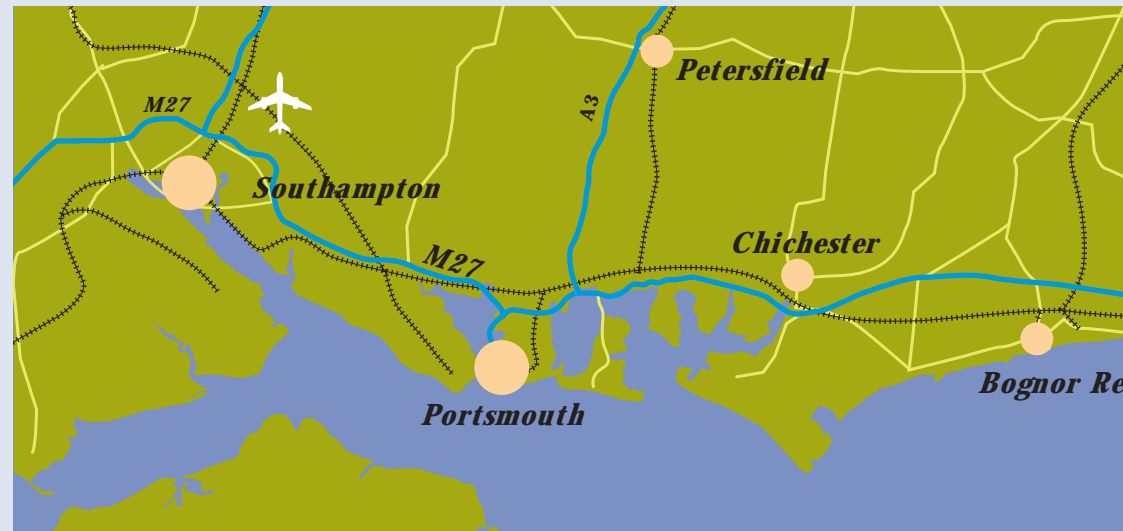 Petersfield
M27
A3
Southampton
Chichester
M27
Bognor Re
Portsmouth